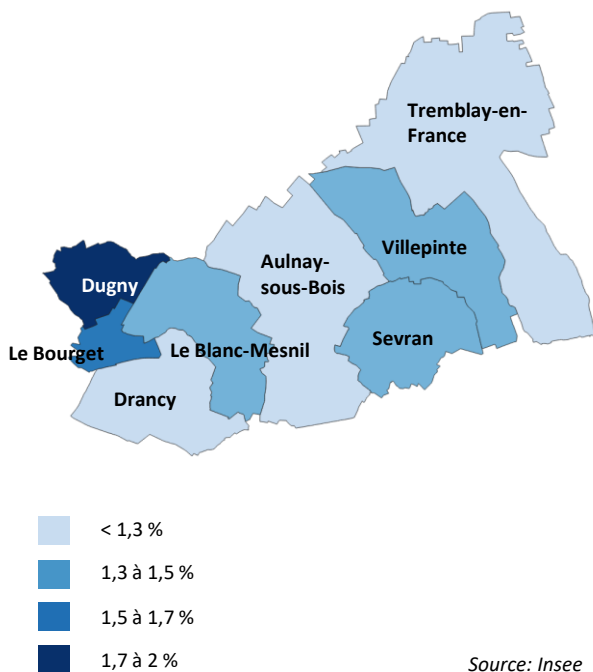 Tremblay-en-
France
Villepinte
Aulnay-
sous-Bois
Dugny
Sevran
Le Bourget
Le Blanc-Mesnil
Drancy
< 1,3 %
1,3 à 1,5 %
1,5 à 1,7 %
1,7 à 2 %
Source: Insee